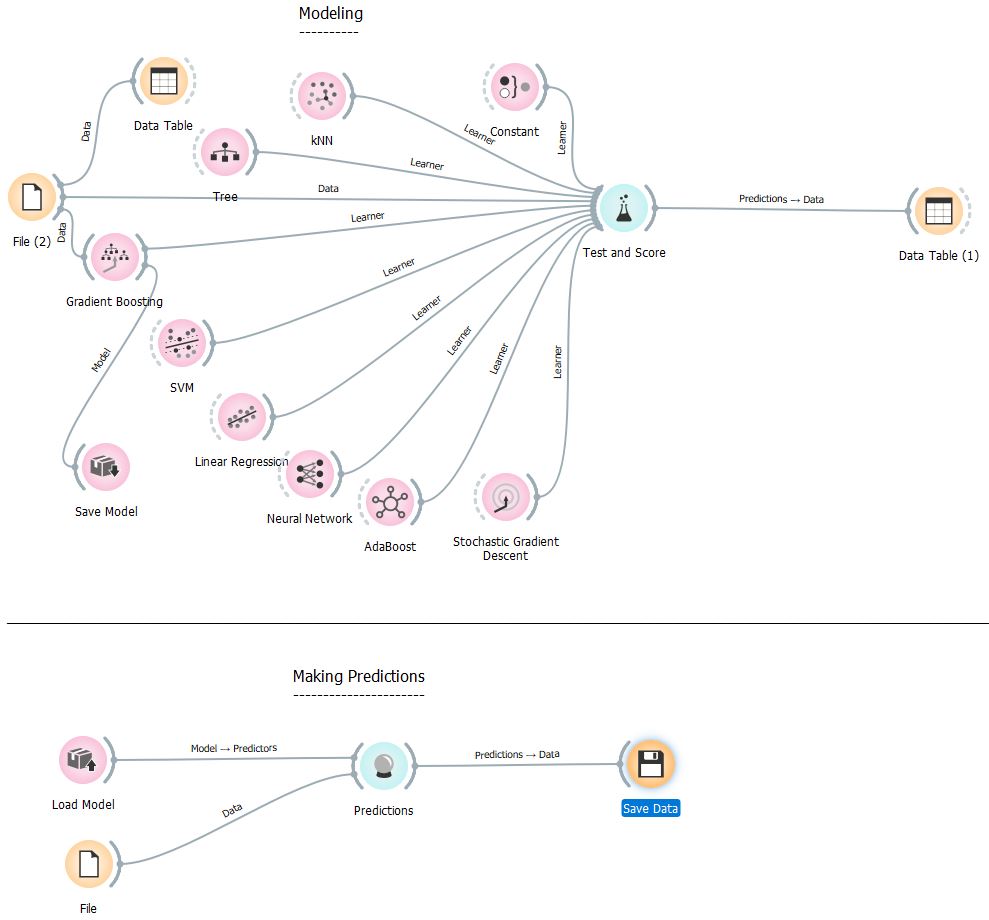 Modeling
----------
Data Table
kNN
Constant
Tree
File (2)
Data
Data
Data
Learner
Learner
Learner
Learner
Predictions → Data
Test and Score
Data Table (1)
Gradient Boosting
Learner
Model
SVM
Learner
Linear Regression
Learner
Learner
Learner
Save Model
Neural Network
AdaBoost
Stochastic Gradient
Descent
Making Predictions
----------------------
Load Model
Model → Predictors
Predictions
Predictions → Data
Save Data
Data
File